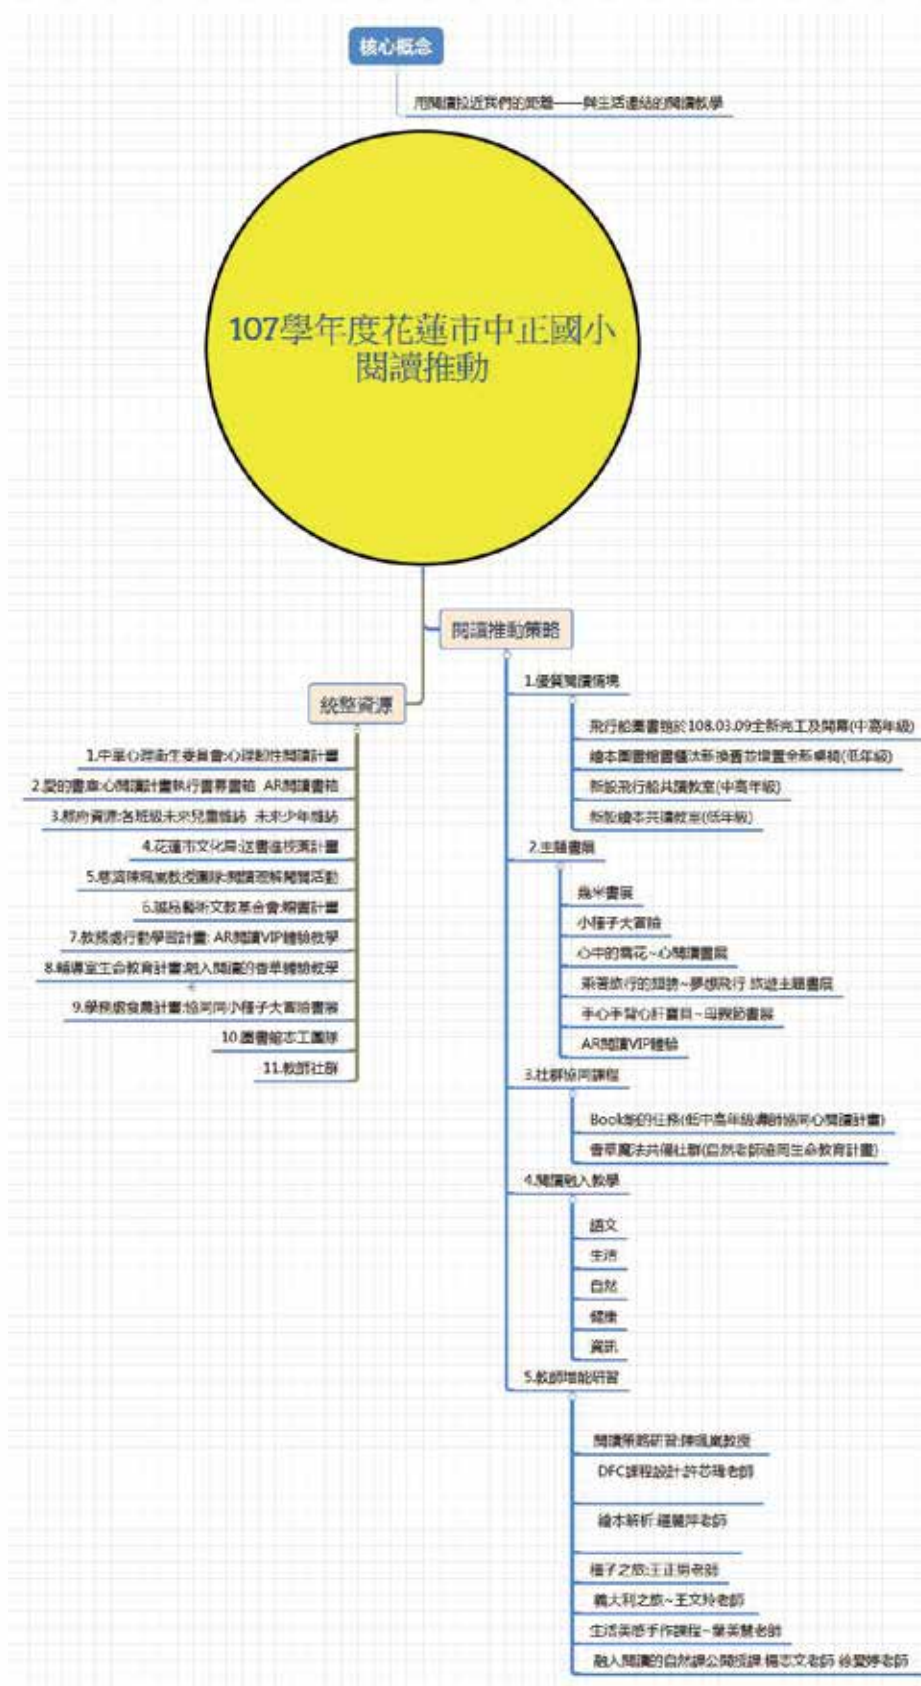 核心概念
用閱讀拉近我們的距離——與生活連結的閱讀教學
107學年度花蓮市中正國小
閱讀推動
閱讀推動策略
1.優質閱讀情境
飛行船圖書館於108.03.09全新完工及開幕(中高年級)
繪本圖書館書櫃汰新換舊並增置全新桌椅(低年級)
新設飛行船共讀教室(中高年級)
新設繪本共讀教室(低年級)
2.主題書展
幾米書展
小種子大冒險
心中的雪花~心閱讀書展
乘著旅行的翅膀~夢想飛行 旅遊主題書展
手心手背心肝寶貝~母親節書展
AR閱讀VIP體驗
3.社群協同課程
Book能的任務(低中高年級導師協同心閱讀計畫)
香草魔法共備社群(自然老師協同生命教育計畫)
4.閱讀融入教學
語文
生活
自然
健康
資訊
5.教師增能研習
閱讀策略研習:陳佩嵐教授
DFC課程設計:許芯瑋老師
繪本解析:羅麗萍老師
種子之旅:王正明老師
義大利之旅~王文玲老師
生活美感手作課程~葉美慧老師
融入閱讀的自然課公開授課 楊志文老師 徐愛婷老師
統整資源
1.中華心理衛生委員會:心理韌性閱讀計畫
2.愛的書庫:心閱讀計畫執行書募書箱 AR閱讀書箱
3.縣府資源:各班級未來兒童雜誌 未來少年雜誌
4.花蓮市文化局:送書進校園計畫
5.慈濟陳佩嵐教授團隊:閱讀理解闖關活動
6.誠品藝術文教基金會:贈書計畫
7.教務處行動學習計畫: AR閱讀VIP體驗教學
8.輔導室生命教育計畫:融入閱讀的香草體驗教學
9.學務處食農計畫:協同同小種子大冒險書展
10.圖書館志工團隊
11.教師社群